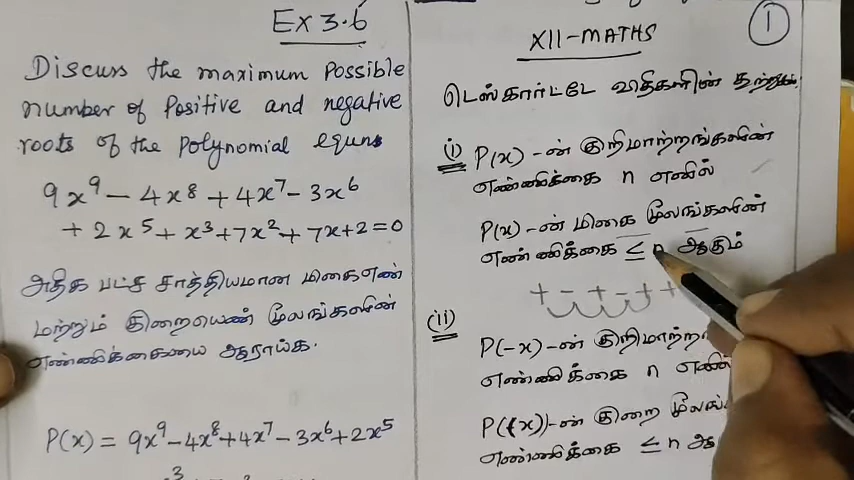 Ex 3.6
Discuss the maximum possible
number of positive and negative
roots of the polynomial equns
9x⁹ - 4x⁸ + 4x⁷ - 3x⁶
+ 2x⁵ + x³ + 7x² + 7x + 2 = 0
அதிக பட்ச சாத்தியமான மிகை எண்
மற்றும் குறையெண் மூலங்களின்
எண்ணிக்கையை ஆராய்க.
P(x) = 9x⁹ - 4x⁸ + 4x⁷ - 3x⁶ + 2x⁵
1
XII - MATHS
டெஸ்கார்ட்டே விதிகளின்
(i) P(x) - ன் குறிமாற்றங்களின்
எண்ணிக்கை n எனில்
P(x) - ன் மிகை மூலங்களின்
எண்ணிக்கை ≤ n ஆகும்
+ - + - + +
(ii) P(-x) - ன்
எண்ணிக்கை n
- ன் குறை
எண்ணிக்கை ≤ n